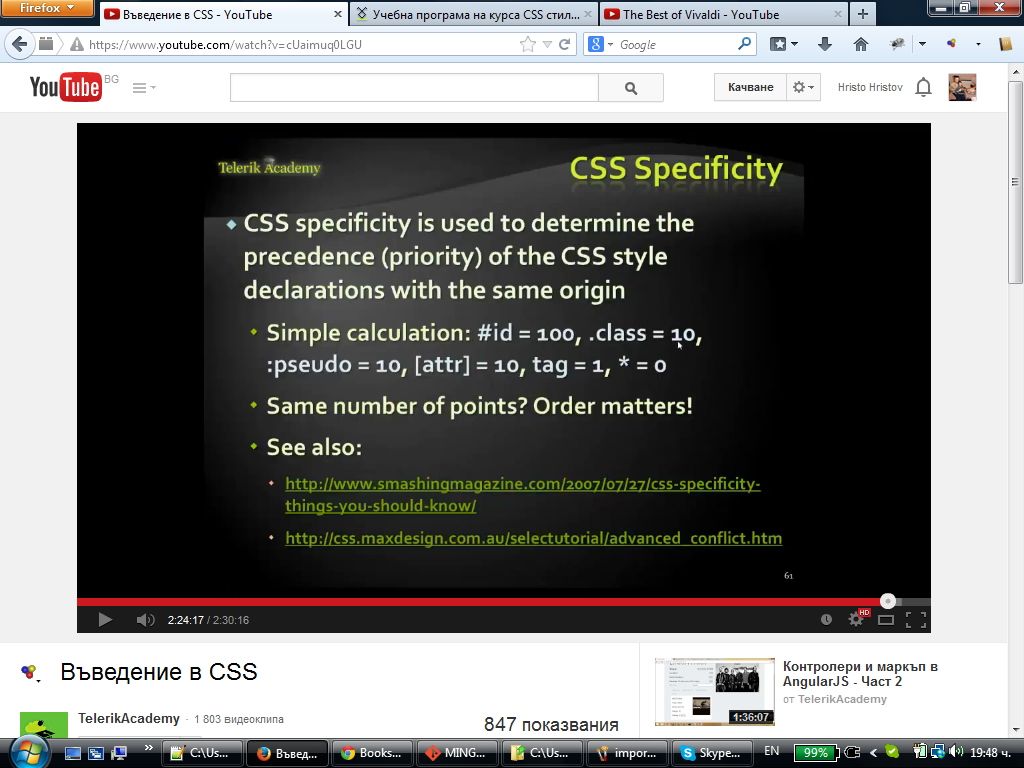 Firefox
Въведение в CSS - YouTube
Учебна програма на курса CSS стил...
The Best of Vivaldi - YouTube
https://www.youtube.com/watch?v=cUaimuq0LGU
Google
YouTube BG
Качване
Hristo Hristov
Telerik Academy
CSS Specificity
CSS specificity is used to determine the
precedence (priority) of the CSS style
declarations with the same origin
Simple calculation: #id = 100, .class = 10,
:pseudo = 10, [attr] = 10, tag = 1, * = 0
Same number of points? Order matters!
See also:
http://www.smashingmagazine.com/2007/07/27/css-specificity-
things-you-should-know/
http://css.maxdesign.com.au/selectutorial/advanced_conflict.htm
61
2:24:17 / 2:30:16
HD
Въведение в CSS
TelerikAcademy · 1 803 видеоклипа
847 показвания
Контролери и маркъп в
AngularJS - Част 2
от TelerikAcademy
1:36:07
C:\Us...
Въвед...
Books...
MING...
C:\Us...
impor...
Skype...
EN
99%
19:48 ч.